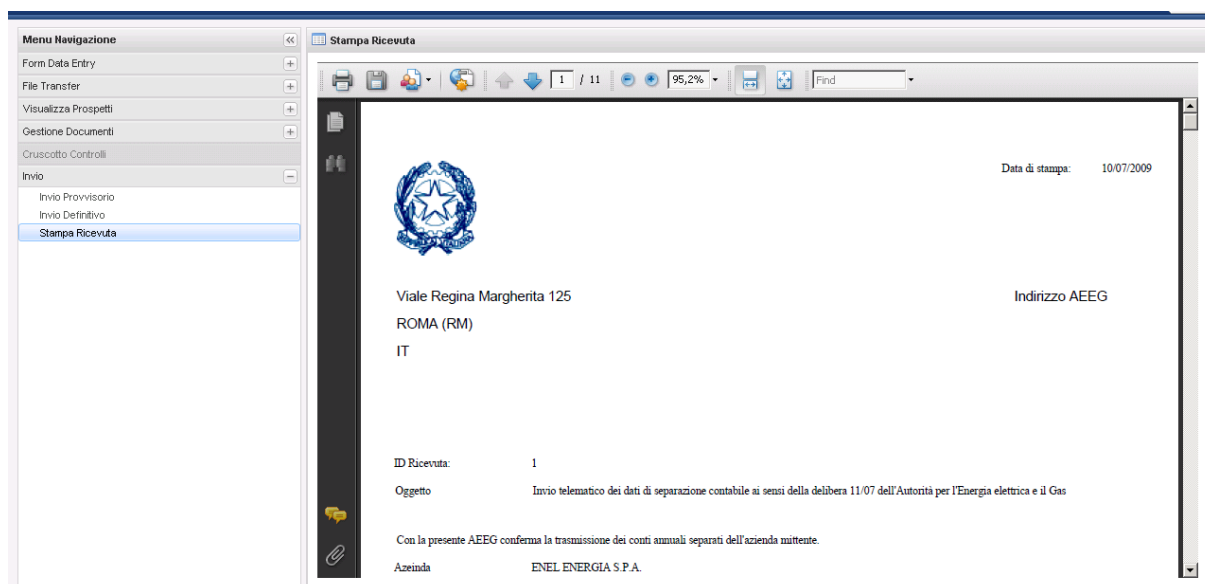 Menu Navigazione
Form Data Entry
File Transfer
Visualizza Prospetti
Gestione Documenti
Cruscotto Controlli
Invio
Invio Provvisorio
Invio Definitivo
Stampa Ricevuta
Stampa Ricevuta
1 / 11 95,2% Find
Data di stampa: 10/07/2009
Viale Regina Margherita 125 Indirizzo AEEG
ROMA (RM)
IT
ID Ricevuta: 1
Oggetto Invio telematico dei dati di separazione contabile ai sensi della delibera 11/07 dell'Autorità per l'Energia elettrica e il Gas
Con la presente AEEG conferma la trasmissione dei conti annuali separati dell'azienda mittente.
Azeinda ENEL ENERGIA S.P.A.